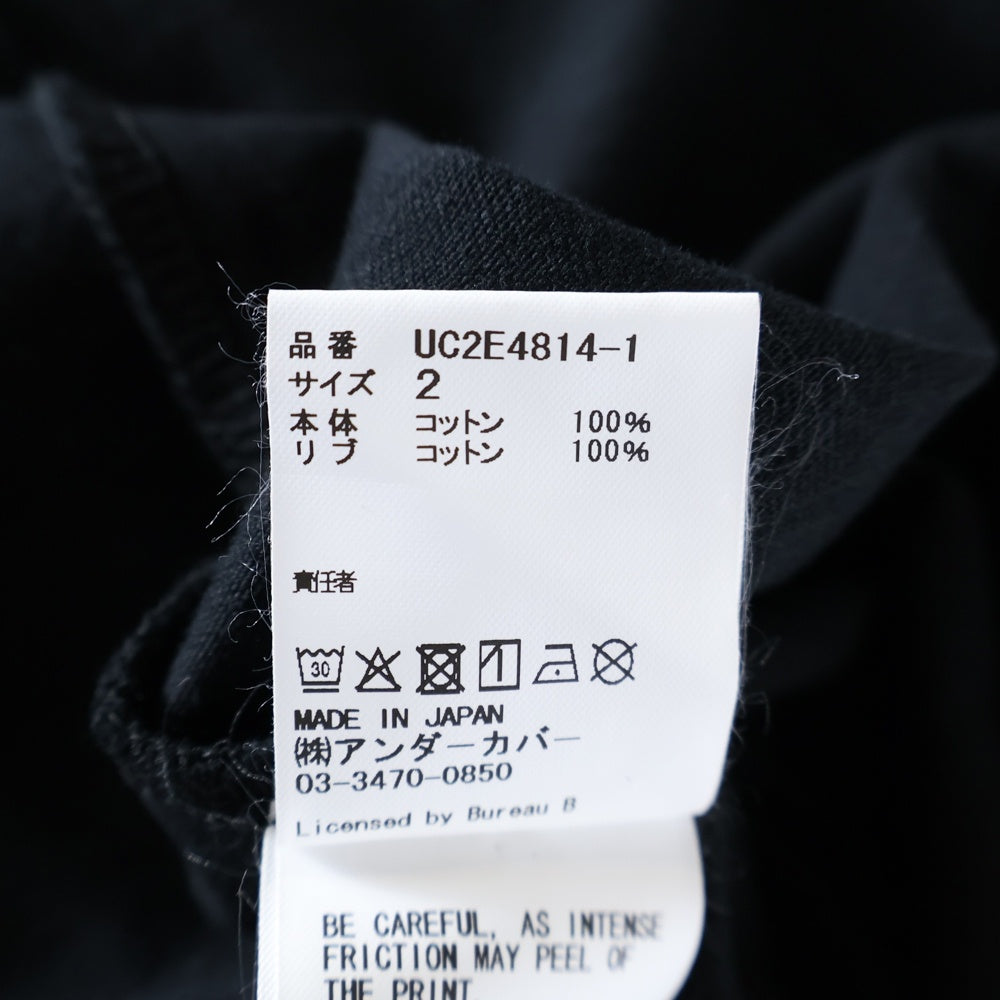 品番 UC2E4814-1
サイズ 2
本体 コットン 100%
リブ コットン 100%
責任者
30
MADE IN JAPAN
㈱アンダーカバー
03-3470-0850
Licensed by Bureau B
BE CAREFUL, AS INTENSE
FRICTION MAY PEEL OF
THE PRINT